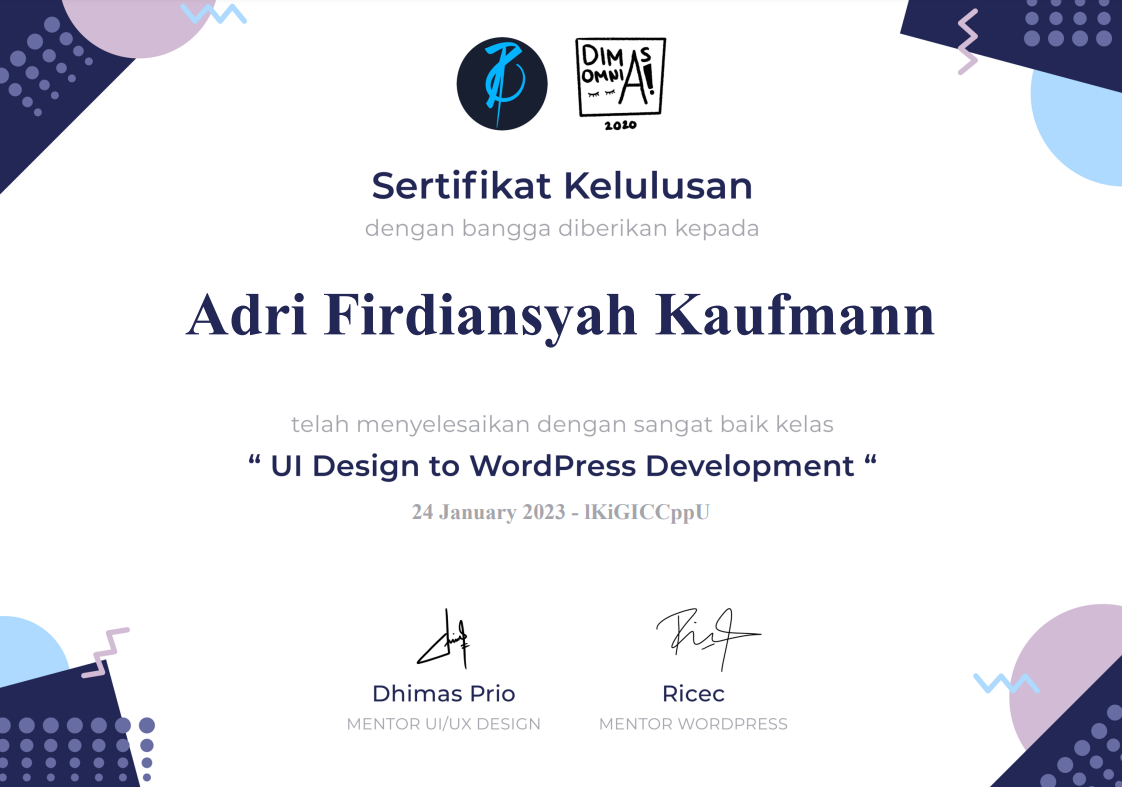 DIMAS
OMNIA!
2020
Sertifikat Kelulusan
dengan bangga diberikan kepada
Adri Firdiansyah Kaufmann
telah menyelesaikan dengan sangat baik kelas
“ UI Design to WordPress Development “
24 January 2023 - lKiGICCppU
Dhimas Prio
Ricec
MENTOR UI/UX DESIGN
MENTOR WORDPRESS